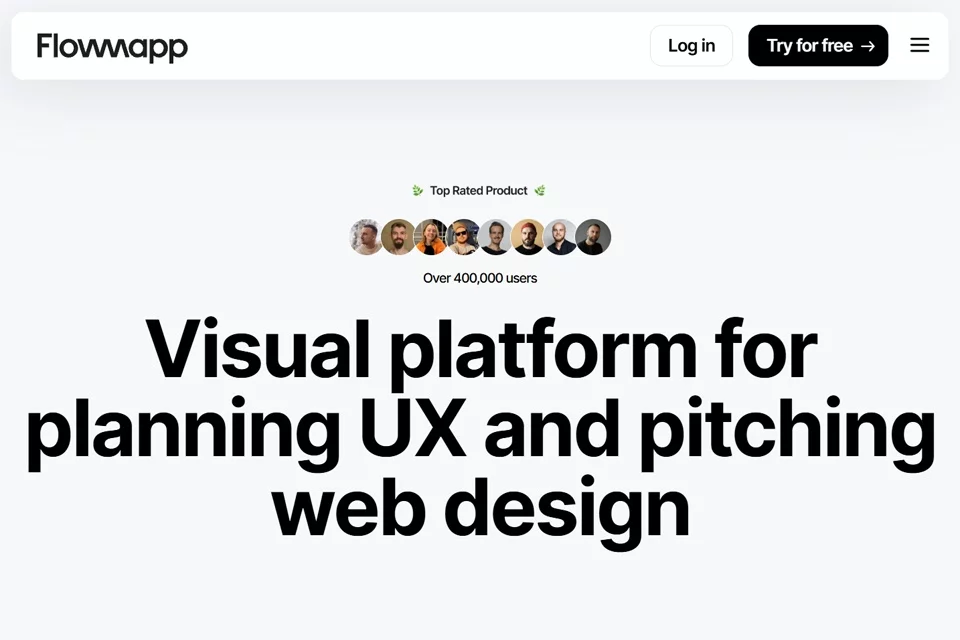 Flowmapp
Log in
Try for free →
Top Rated Product
Over 400,000 users
Visual platform for
planning UX and pitching
web design